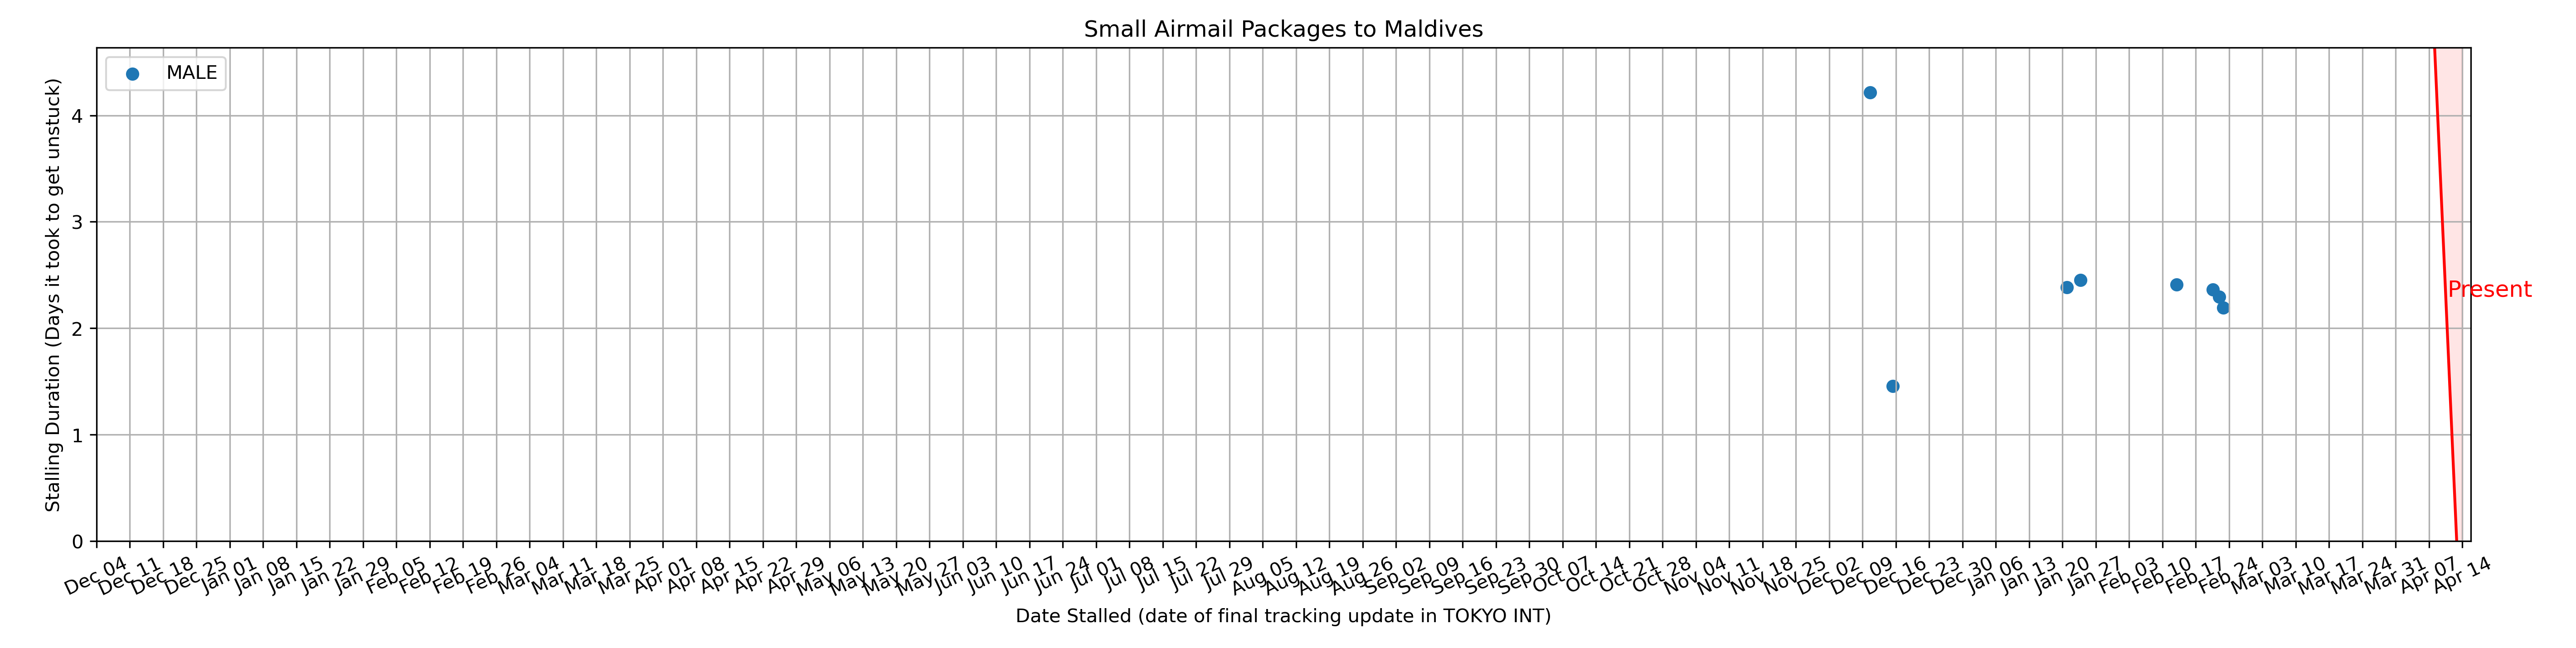 Small Airmail Packages to Maldives
MALE
Stalling Duration (Days it took to get unstuck)
4
3
2
1
0
Present
Dec 04 Dec 11 Dec 18 Dec 25 Jan 01 Jan 08 Jan 15 Jan 22 Jan 29 Feb 05 Feb 12 Feb 19 Feb 26 Mar 04 Mar 11 Mar 18 Mar 25 Apr 01 Apr 08 Apr 15 Apr 22 Apr 29 May 06 May 13 May 20 May 27 Jun 03 Jun 10 Jun 17 Jun 24 Jul 01 Jul 08 Jul 15 Jul 22 Jul 29 Aug 05 Aug 12 Aug 19 Aug 26 Sep 02 Sep 09 Sep 16 Sep 23 Sep 30 Oct 07 Oct 14 Oct 21 Oct 28 Nov 04 Nov 11 Nov 18 Nov 25 Dec 02 Dec 09 Dec 16 Dec 23 Dec 30 Jan 06 Jan 13 Jan 20 Jan 27 Feb 03 Feb 10 Feb 17 Feb 24 Mar 03 Mar 10 Mar 17 Mar 24 Mar 31 Apr 07 Apr 14
Date Stalled (date of final tracking update in TOKYO INT)